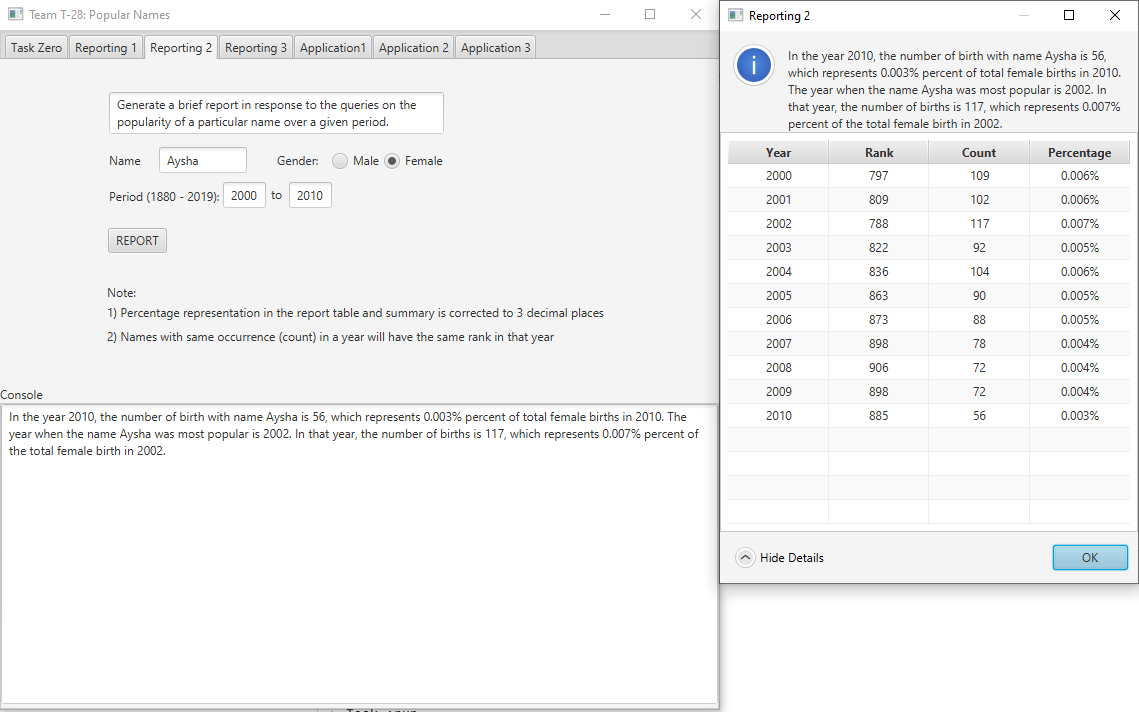 Team T-28: Popular Names
Task Zero Reporting 1 Reporting 2 Reporting 3 Application1 Application 2 Application 3
Generate a brief report in response to the queries on the
popularity of a particular name over a given period.
Name Aysha Gender: Male Female
Period (1880 - 2019): 2000 to 2010
REPORT
Note:
1) Percentage representation in the report table and summary is corrected to 3 decimal places
2) Names with same occurrence (count) in a year will have the same rank in that year
Console
In the year 2010, the number of birth with name Aysha is 56, which represents 0.003% percent of total female births in 2010. The
year when the name Aysha was most popular is 2002. In that year, the number of births is 117, which represents 0.007% percent of
the total female birth in 2002.
Reporting 2
In the year 2010, the number of birth with name Aysha is 56,
which represents 0.003% percent of total female births in 2010.
The year when the name Aysha was most popular is 2002. In
that year, the number of births is 117, which represents 0.007%
percent of the total female birth in 2002.
Year Rank Count Percentage
2000 797 109 0.006%
2001 809 102 0.006%
2002 788 117 0.007%
2003 822 92 0.005%
2004 836 104 0.006%
2005 863 90 0.005%
2006 873 88 0.005%
2007 898 78 0.004%
2008 906 72 0.004%
2009 898 72 0.004%
2010 885 56 0.003%
Hide Details OK